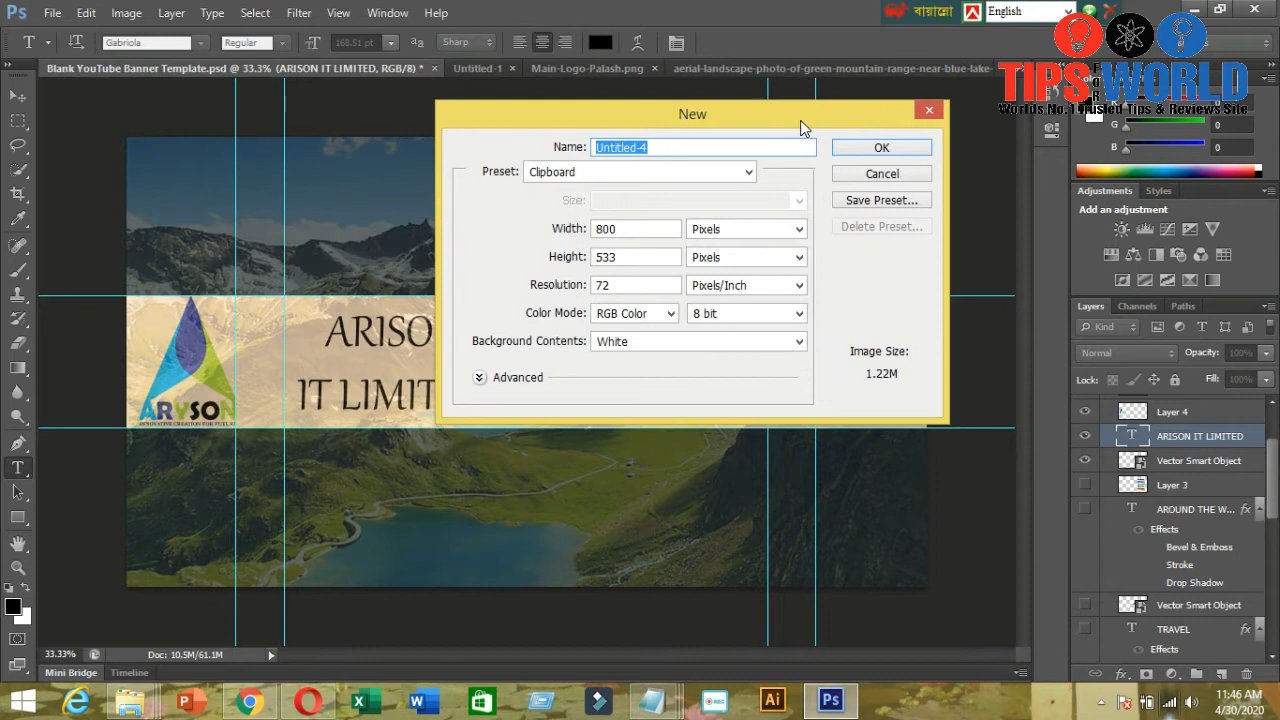 Ps File Edit Image Layer Type Select Filter View Window Help
বায়ান্নো English
T Gabriola Regular 168.51 pt aa Sharp
Blank YouTube Banner Template.psd @ 33.3% (ARISON IT LIMITED, RGB/8) * × Untitled-1 × Main-Logo-Palash.png × aerial-landscape-photo-of-green-mountain-range-near-blue-lake-
TIPS WORLD
Worlds No. 1 Trusted Tips & Reviews Site
New
Name: Untitled-4 OK
Preset: Clipboard Cancel
Size: Save Preset...
Width: 800 Pixels Delete Preset...
Height: 533 Pixels
Resolution: 72 Pixels/Inch
Color Mode: RGB Color 8 bit
Background Contents: White
Image Size:
1.22M
Advanced
G 0
B 0
Adjustments Styles
Add an adjustment
Layers Channels Paths
Kind T
Normal Opacity: 100%
Lock: Fill: 100%
Layer 4
T ARISON IT LIMITED
Vector Smart Object
Layer 3
T AROUND THE W... fx
Effects
Bevel & Emboss
Stroke
Drop Shadow
Vector Smart Object
T TRAVEL fx
Effects
ARISO
IT LIMIT
ARYSON
INNOVATIVE CREATION FOR FUTURE
33.33% Doc: 10.5M/61.1M
Mini Bridge Timeline
11:46 AM
4/30/2020